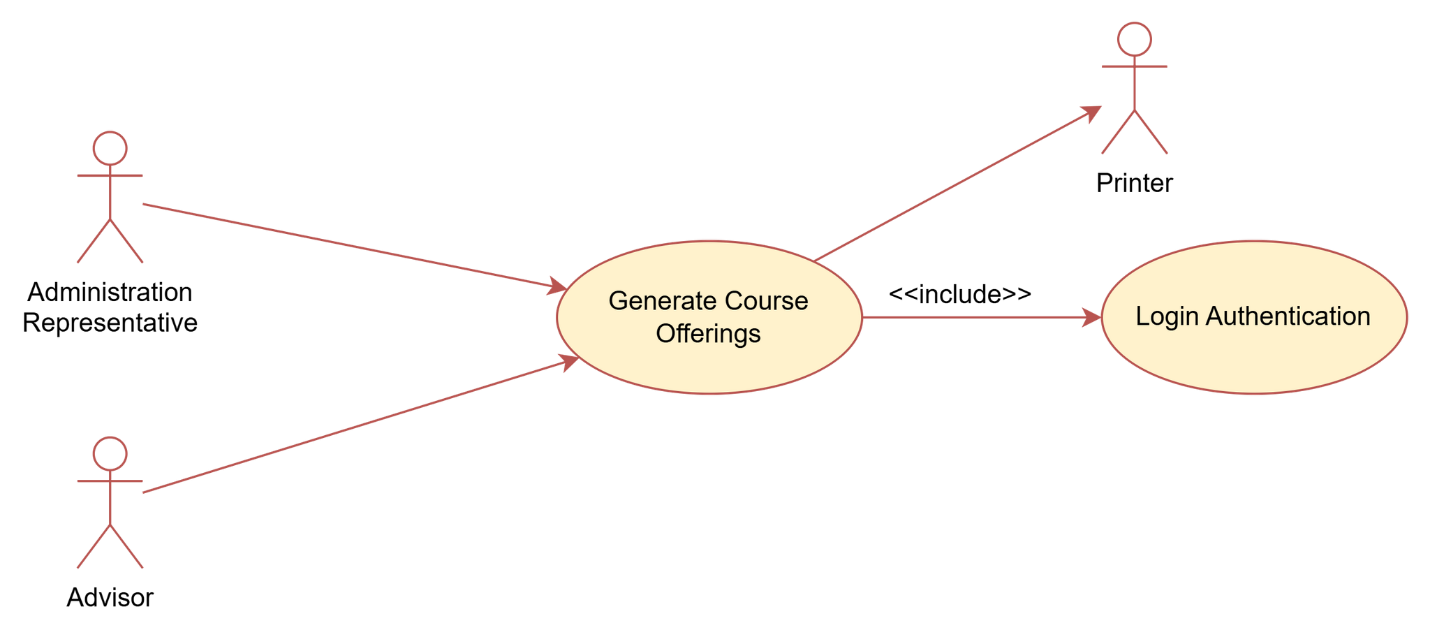 Printer
Administration
Representative
Generate Course
Offerings
<<include>>
Login Authentication
Advisor